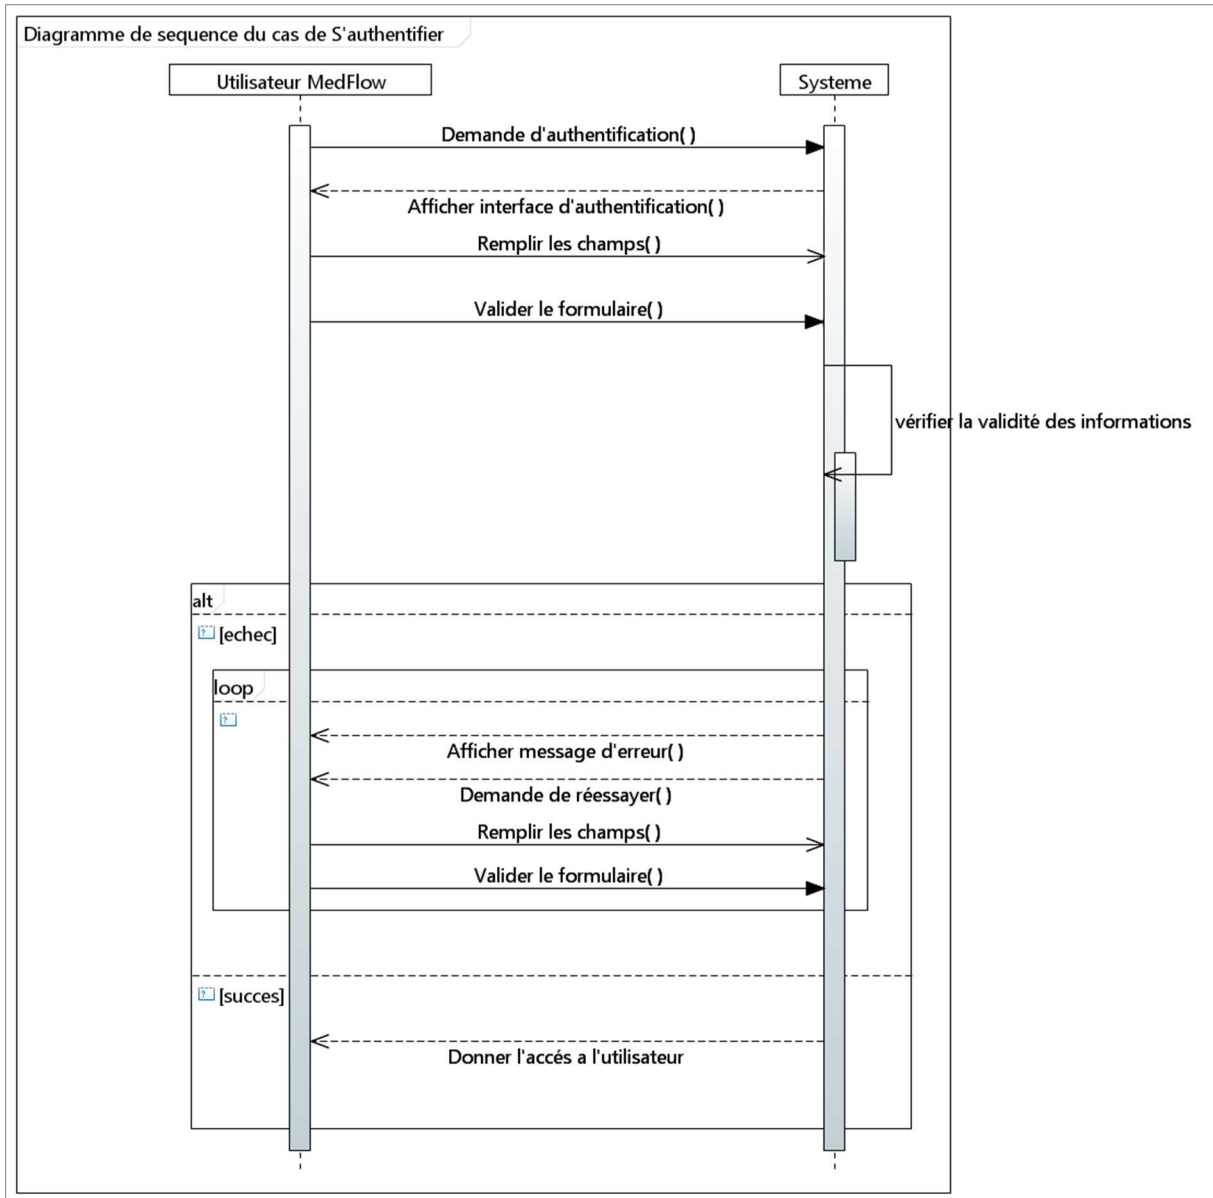 Diagramme de sequence du cas de S'authentifier
Utilisateur MedFlow
Systeme
Demande d'authentification( )
Afficher interface d'authentification( )
Remplir les champs( )
Valider le formulaire( )
vérifier la validité des informations
alt
[echec]
loop
Afficher message d'erreur( )
Demande de réessayer( )
Remplir les champs( )
Valider le formulaire( )
[succes]
Donner l'accés a l'utilisateur